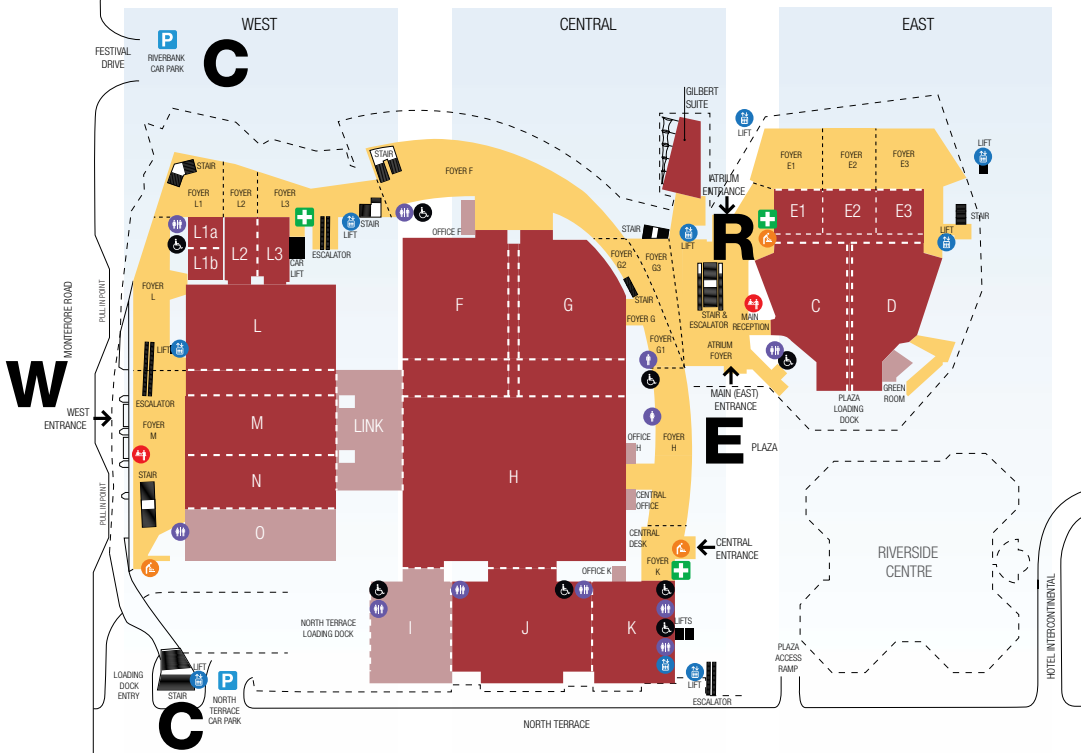 WEST
CENTRAL
EAST
FESTIVAL
DRIVE
P
RIVERBANK
CAR PARK
C
GILBERT
SUITE
LIFT
LIFT
STAIR
STAIR
FOYER F
FOYER
E1
FOYER
E2
FOYER
E3
ATRIUM
ENTRANCE
FOYER
L1
FOYER
L2
FOYER
L3
OFFICE F
STAIR
LIFT
ESCALATOR
CAR
LIFT
L1a
L1b
L2
L3
STAIR
LIFT
R
E1
E2
E3
STAIR
LIFT
FOYER
G2
FOYER
G3
STAIR
FOYER G
FOYER
G1
STAIR &
ESCALATOR
MAIN
RECEPTION
ATRIUM
FOYER
MONTEFIORE ROAD
PULL IN POINT
FOYER
L
L
F
G
C
D
LIFT
ESCALATOR
W
WEST
ENTRANCE
FOYER
M
M
LINK
MAIN (EAST)
ENTRANCE
PLAZA
LOADING
DOCK
GREEN
ROOM
E
PLAZA
OFFICE
H
FOYER
H
STAIR
N
H
PULL IN POINT
CENTRAL
OFFICE
O
CENTRAL
DESK
CENTRAL
ENTRANCE
FOYER
K
OFFICE K
RIVERSIDE
CENTRE
HOTEL INTERCONTINENTAL
NORTH TERRACE
LOADING DOCK
I
J
K
LIFTS
LIFT
ESCALATOR
PLAZA
ACCESS
RAMP
LOADING
DOCK
ENTRY
STAIR
LIFT
P
NORTH
TERRACE
CAR PARK
C
NORTH TERRACE